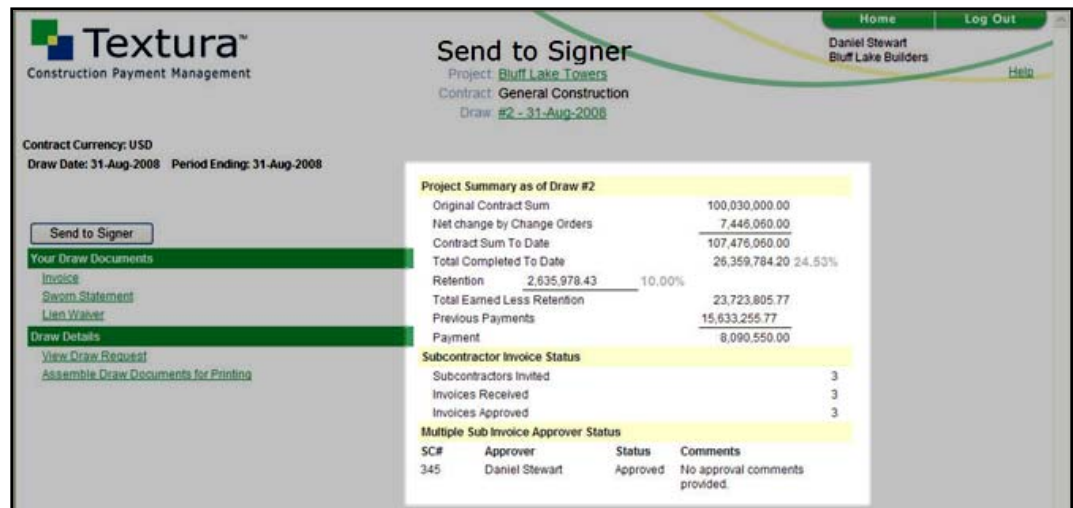 Home
Log Out
Textura™
Construction Payment Management
Send to Signer
Project: Bluff Lake Towers
Contract: General Construction
Draw: #2 - 31-Aug-2008
Daniel Stewart
Bluff Lake Builders
Help
Contract Currency: USD
Draw Date: 31-Aug-2008 Period Ending: 31-Aug-2008
Send to Signer
Your Draw Documents
Invoice
Sworn Statement
Lien Waiver
Draw Details
View Draw Request
Assemble Draw Documents for Printing
Project Summary as of Draw #2
Original Contract Sum 100,030,000.00
Net change by Change Orders 7,446,060.00
Contract Sum To Date 107,476,060.00
Total Completed To Date 26,359,784.20 24.53%
Retention 2,635,978.43 10.00%
Total Earned Less Retention 23,723,805.77
Previous Payments 15,633,255.77
Payment 8,090,550.00
Subcontractor Invoice Status
Subcontractors Invited 3
Invoices Received 3
Invoices Approved 3
Multiple Sub Invoice Approver Status
SC# Approver Status Comments
345 Daniel Stewart Approved No approval comments
provided.